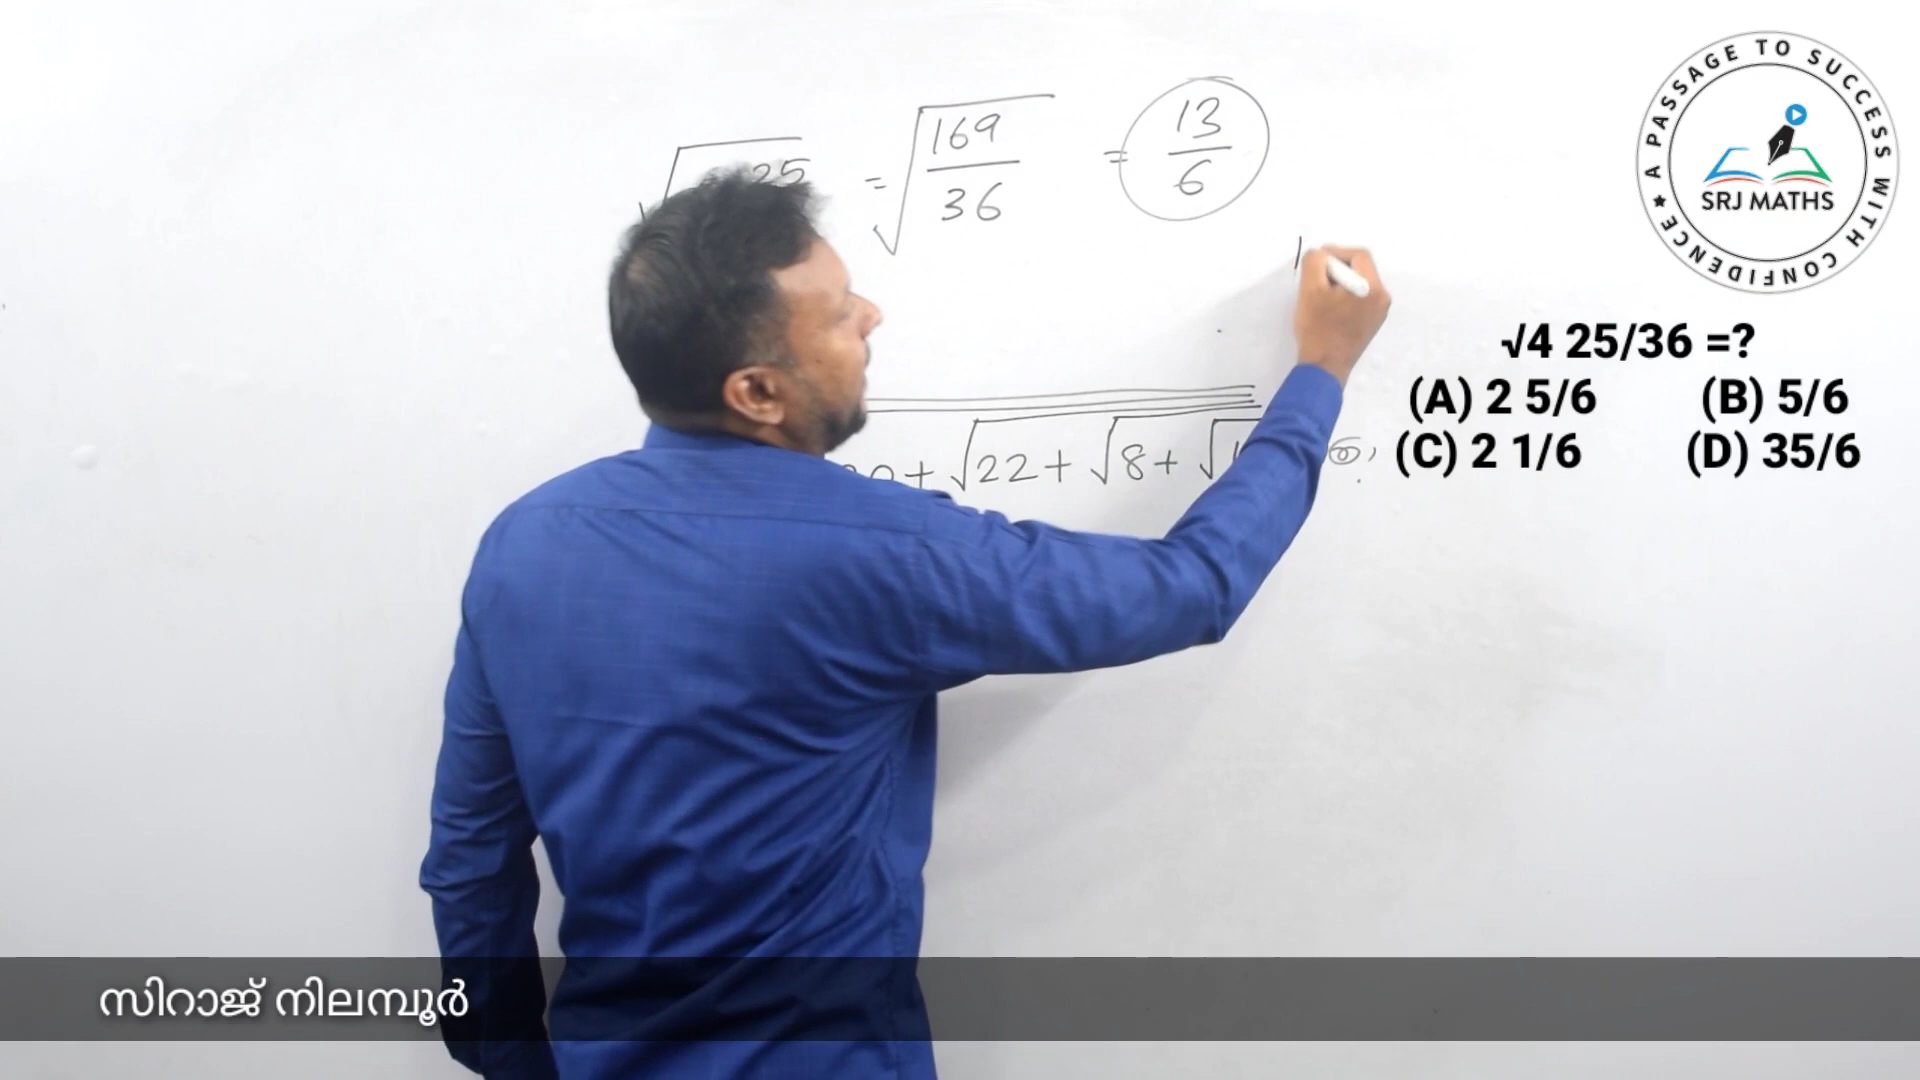 A PASSAGE TO SUCCESS WITH CONFIDENCE
SRJ MATHS
25 = √169/36 = 13/6
√4 25/36 =?
(A) 2 5/6 (B) 5/6
(C) 2 1/6 (D) 35/6
+ √22 + √8 + √
സിറാജ് നിലമ്പൂർ